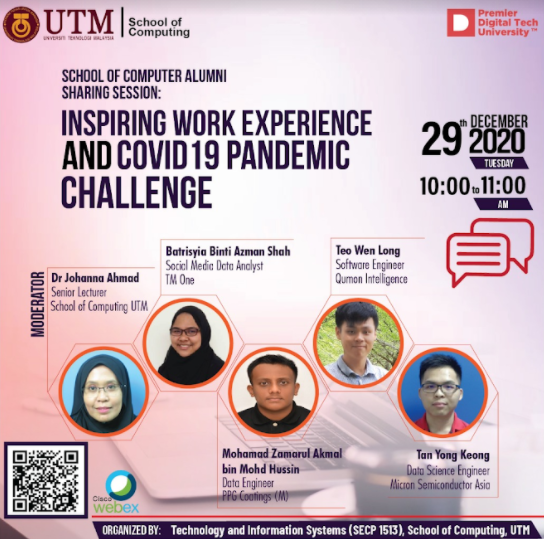 UTM
UNIVERSITI TEKNOLOGI MALAYSIA
School of
Computing
Premier
Digital Tech
University™
SCHOOL OF COMPUTER ALUMNI
SHARING SESSION:
INSPIRING WORK EXPERIENCE
AND COVID 19 PANDEMIC
CHALLENGE
29th DECEMBER
2020
TUESDAY
10:00 to 11:00
AM
MODERATOR
Dr Johanna Ahmad
Senior Lecturer
School of Computing UTM
Batrisyia Binti Azman Shah
Social Media Data Analyst
TM One
Teo Wen Long
Software Engineer
Qumon Intelligence
Mohamad Zamarul Akmal
bin Mohd Hussin
Data Engineer
PPG Coatings (M)
Tan Yong Keong
Data Science Engineer
Micron Semiconductor Asia
Cisco
webex
ORGANIZED BY: Technology and Information Systems (SECP 1513), School of Computing, UTM